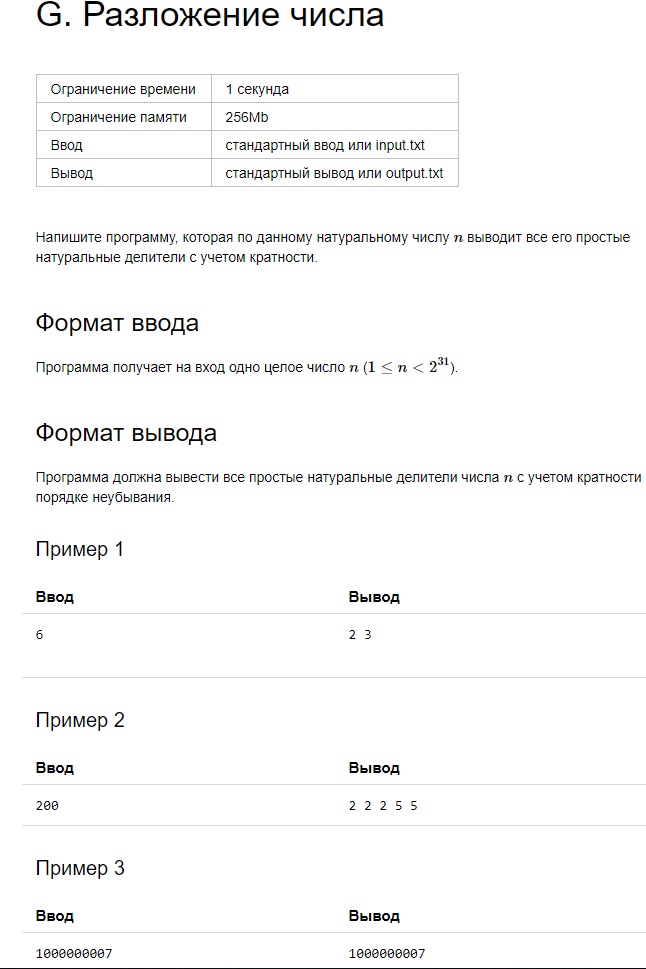 G. Разложение числа
Ограничение времени 1 секунда
Ограничение памяти 256Mb
Ввод стандартный ввод или input.txt
Вывод стандартный вывод или output.txt
Напишите программу, которая по данному натуральному числу n выводит все его простые
натуральные делители с учетом кратности.
Формат ввода
Программа получает на вход одно целое число n (1 ≤ n < 2^31).
Формат вывода
Программа должна вывести все простые натуральные делители числа n с учетом кратности
порядке неубывания.
Пример 1
Ввод Вывод
6 2 3
Пример 2
Ввод Вывод
200 2 2 2 5 5
Пример 3
Ввод Вывод
1000000007 1000000007